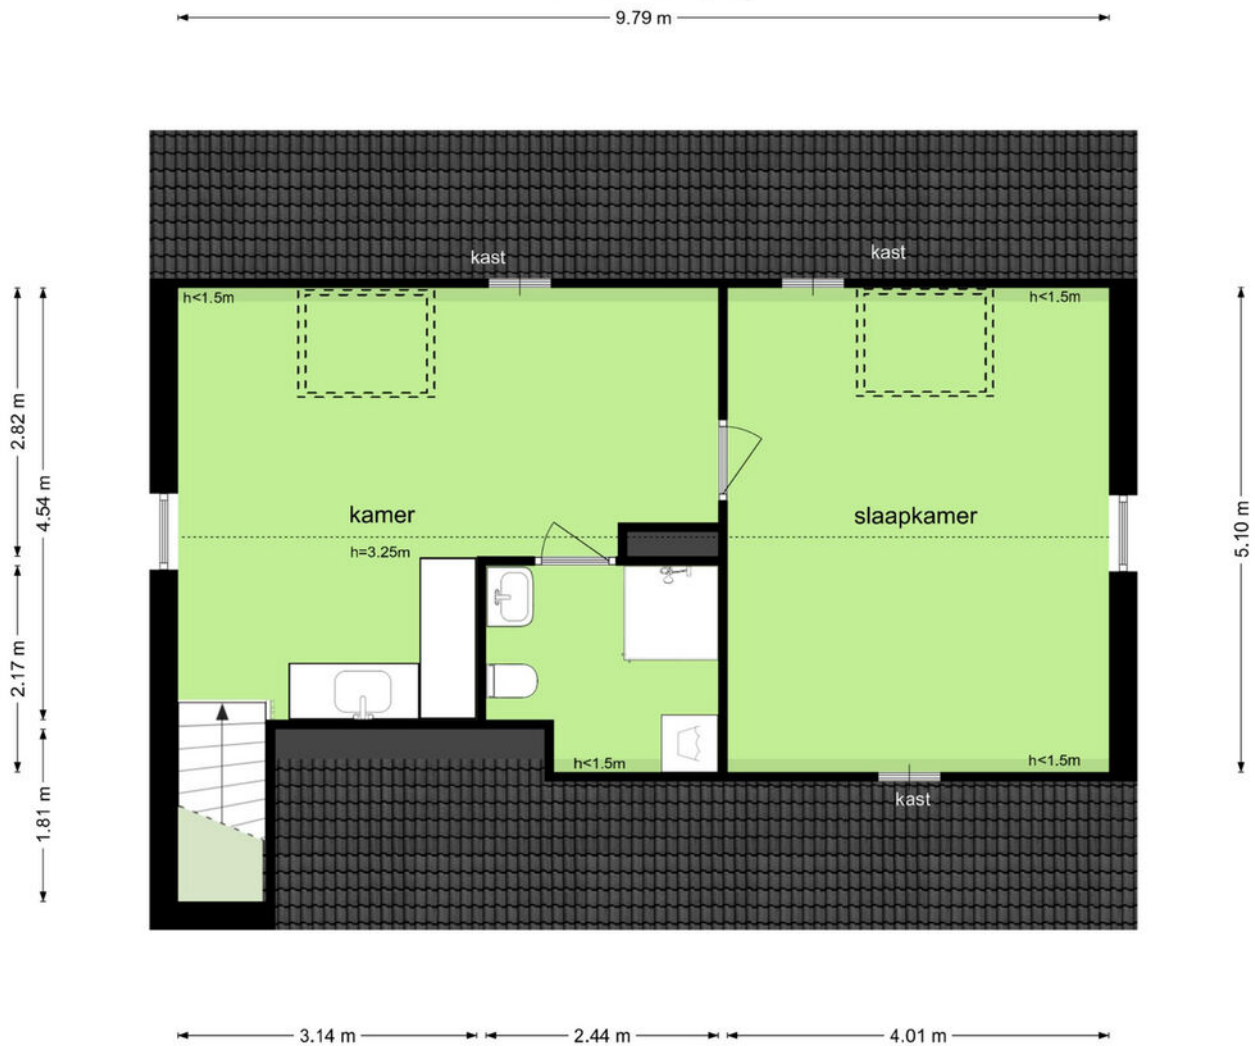 9.79 m
kast
kast
h<1.5m
h<1.5m
2.82 m
4.54 m
5.10 m
kamer
slaapkamer
h=3.25m
2.17 m
h<1.5m
h<1.5m
kast
1.81 m
3.14 m
2.44 m
4.01 m